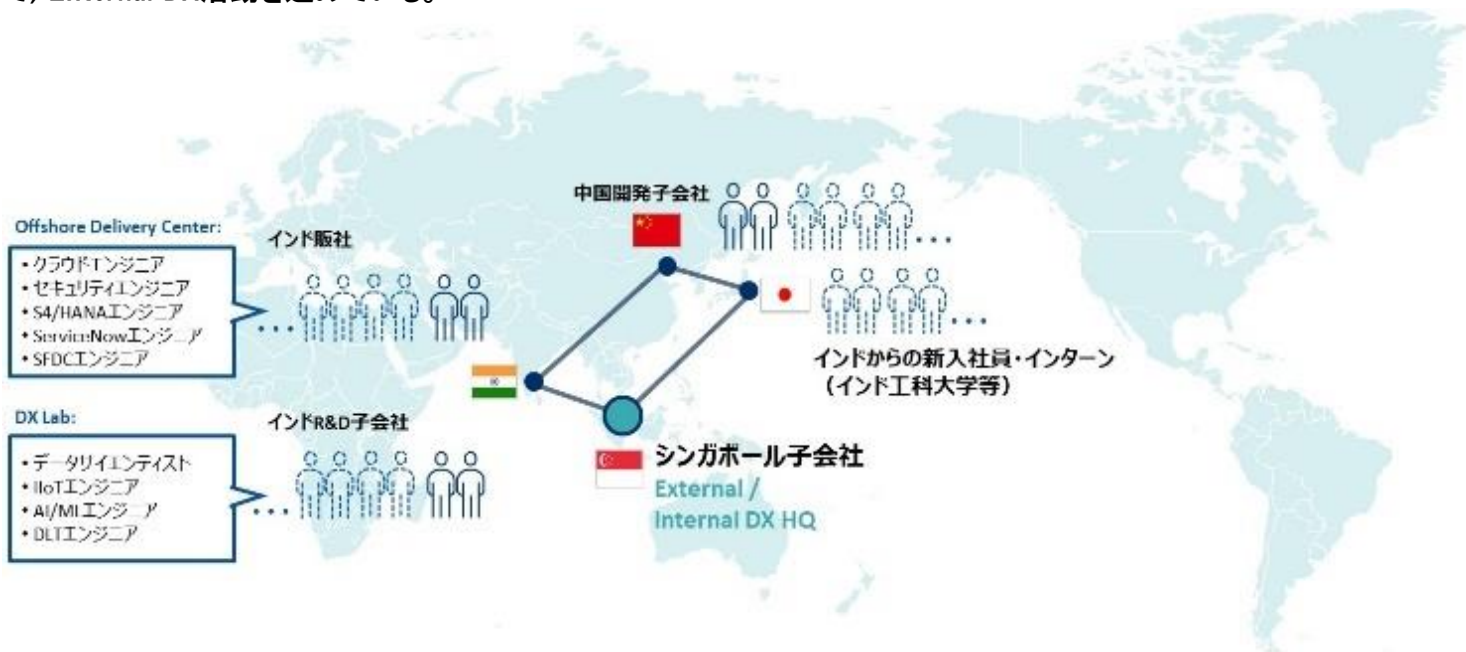 Offshore Delivery Center:
・クラウドエンジニア
・セキュリティエンジニア
・S4/HANAエンジニア
・ServiceNowエンジニア
・SFDCエンジニア
インド販社
...
中国開発子会社
...
...
インドからの新入社員・インターン
（インド工科大学等）
DX Lab:
・データサイエンティスト
・IIoTエンジニア
・AI/MLエンジニア
・DLTエンジニア
インドR&D子会社
...
シンガポール子会社
External /
Internal DX HQ